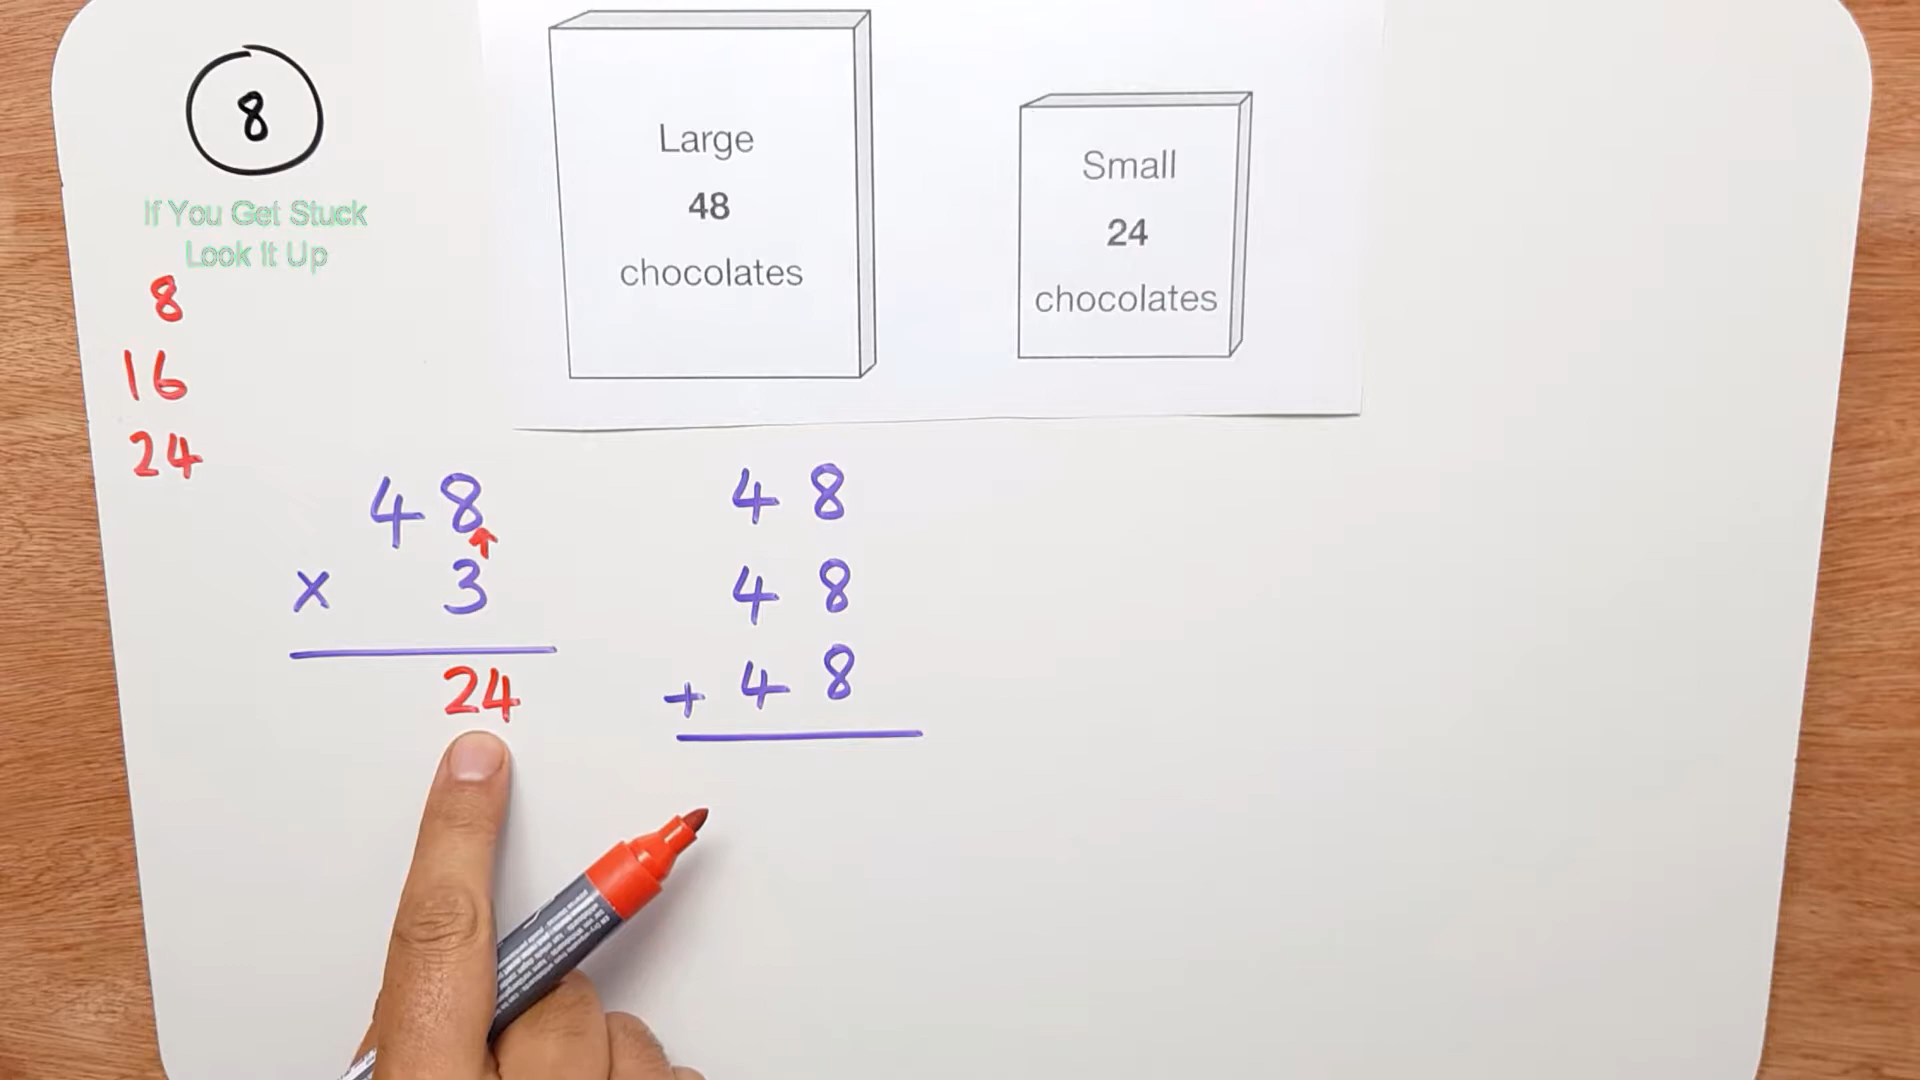 8
If You Get Stuck
Look It Up
Large
48
chocolates
Small
24
chocolates
8
16
24
48
x 3
24
48
48
+ 48